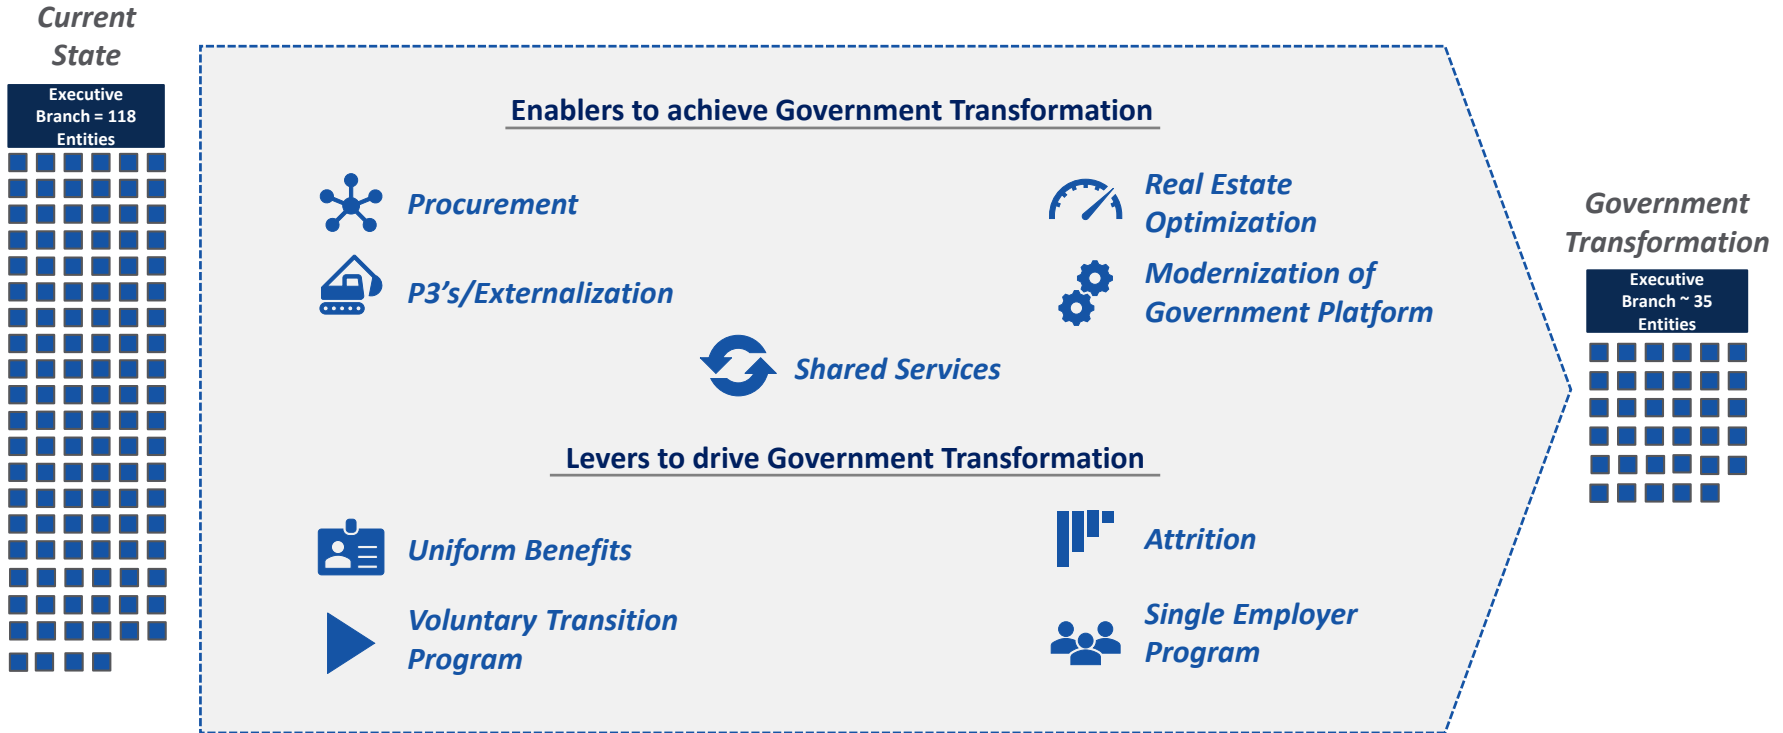 Current
State
Executive
Branch = 118
Entities
Enablers to achieve Government Transformation
Procurement
P3's/Externalization
Real Estate
Optimization
Modernization of
Government Platform
Shared Services
Levers to drive Government Transformation
Uniform Benefits
Voluntary Transition
Program
Attrition
Single Employer
Program
Government
Transformation
Executive
Branch ~ 35
Entities